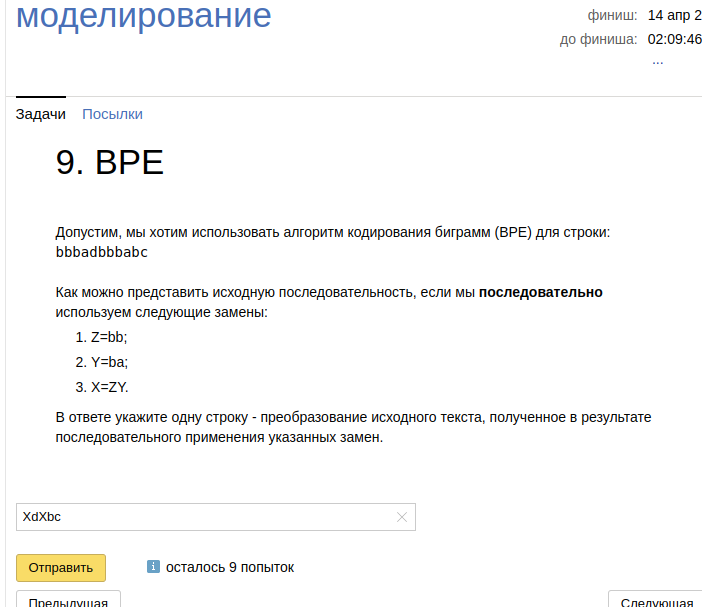 моделирование
финиш: 14 апр 2
до финиша: 02:09:46
...
Задачи Посылки
9. BPE
Допустим, мы хотим использовать алгоритм кодирования биграмм (BPE) для строки:
bbbadbbbabc
Как можно представить исходную последовательность, если мы последовательно
используем следующие замены:
1. Z=bb;
2. Y=ba;
3. X=ZY.
В ответе укажите одну строку - преобразование исходного текста, полученное в результате
последовательного применения указанных замен.
XdXbc
Отправить осталось 9 попыток
Предыдущая Следующая